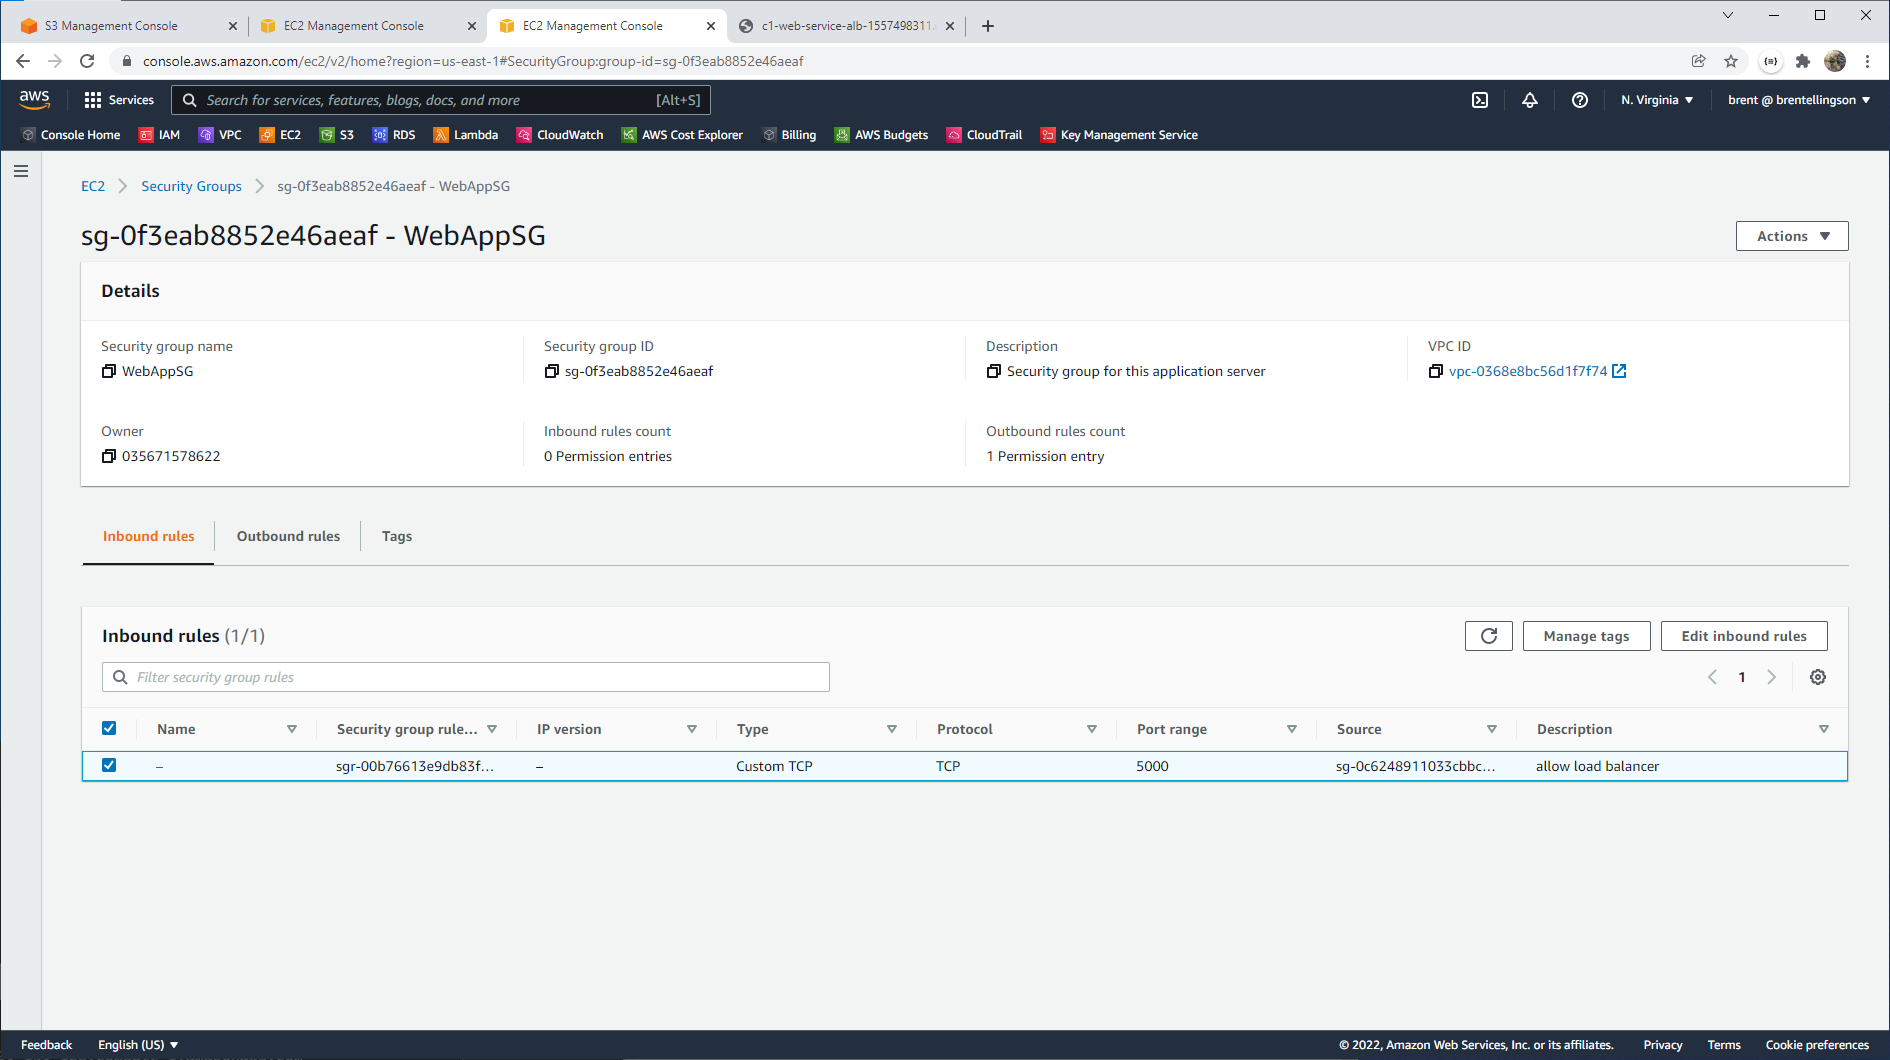 S3 Management Console
EC2 Management Console
EC2 Management Console
c1-web-service-alb-1557498311.
console.aws.amazon.com/ec2/v2/home?region=us-east-1#SecurityGroup:group-id=sg-0f3eab8852e46aeaf
aws
Services
Search for services, features, blogs, docs, and more
[Alt+S]
N. Virginia
brent @ brentellingson
Console Home
IAM
VPC
EC2
S3
RDS
Lambda
CloudWatch
AWS Cost Explorer
Billing
AWS Budgets
CloudTrail
Key Management Service
EC2
Security Groups
sg-0f3eab8852e46aeaf - WebAppSG
sg-0f3eab8852e46aeaf - WebAppSG
Actions
Details
Security group name
WebAppSG
Security group ID
sg-0f3eab8852e46aeaf
Description
Security group for this application server
VPC ID
vpc-0368e8bc56d1f7f74
Owner
035671578622
Inbound rules count
0 Permission entries
Outbound rules count
1 Permission entry
Inbound rules
Outbound rules
Tags
Inbound rules (1/1)
Manage tags
Edit inbound rules
Filter security group rules
1
Name
Security group rule...
IP version
Type
Protocol
Port range
Source
Description
–
sgr-00b76613e9db83f...
–
Custom TCP
TCP
5000
sg-0c6248911033cbbc...
allow load balancer
Feedback
English (US)
© 2022, Amazon Web Services, Inc. or its affiliates.
Privacy
Terms
Cookie preferences